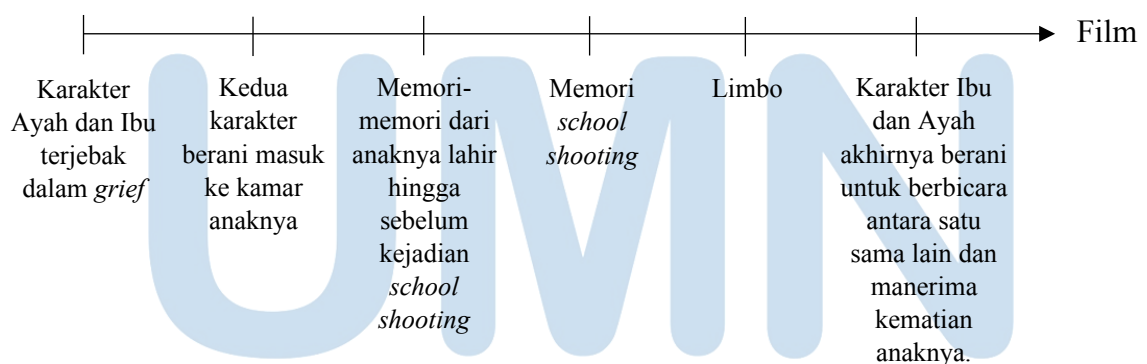 Film
Karakter
Ayah dan Ibu
terjebak
dalam grief
Kedua
karakter
berani masuk
ke kamar
anaknya
Memori-
memori dari
anaknya lahir
hingga
sebelum
kejadian
school
shooting
Memori
school
shooting
Limbo
Karakter Ibu
dan Ayah
akhirnya berani
untuk berbicara
antara satu
sama lain dan
manerima
kematian
anaknya.
UMN